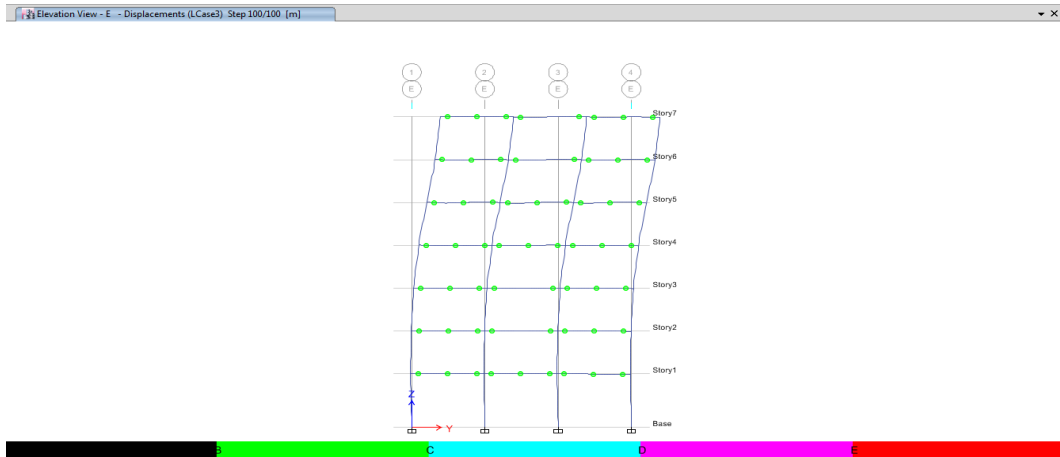 Elevation View - E - Displacements (LCase3) Step 100/100 [m]
1 2 3 4
E E E E
Story7
Story6
Story5
Story4
Story3
Story2
Story1
Z
Y
Base
B C D E